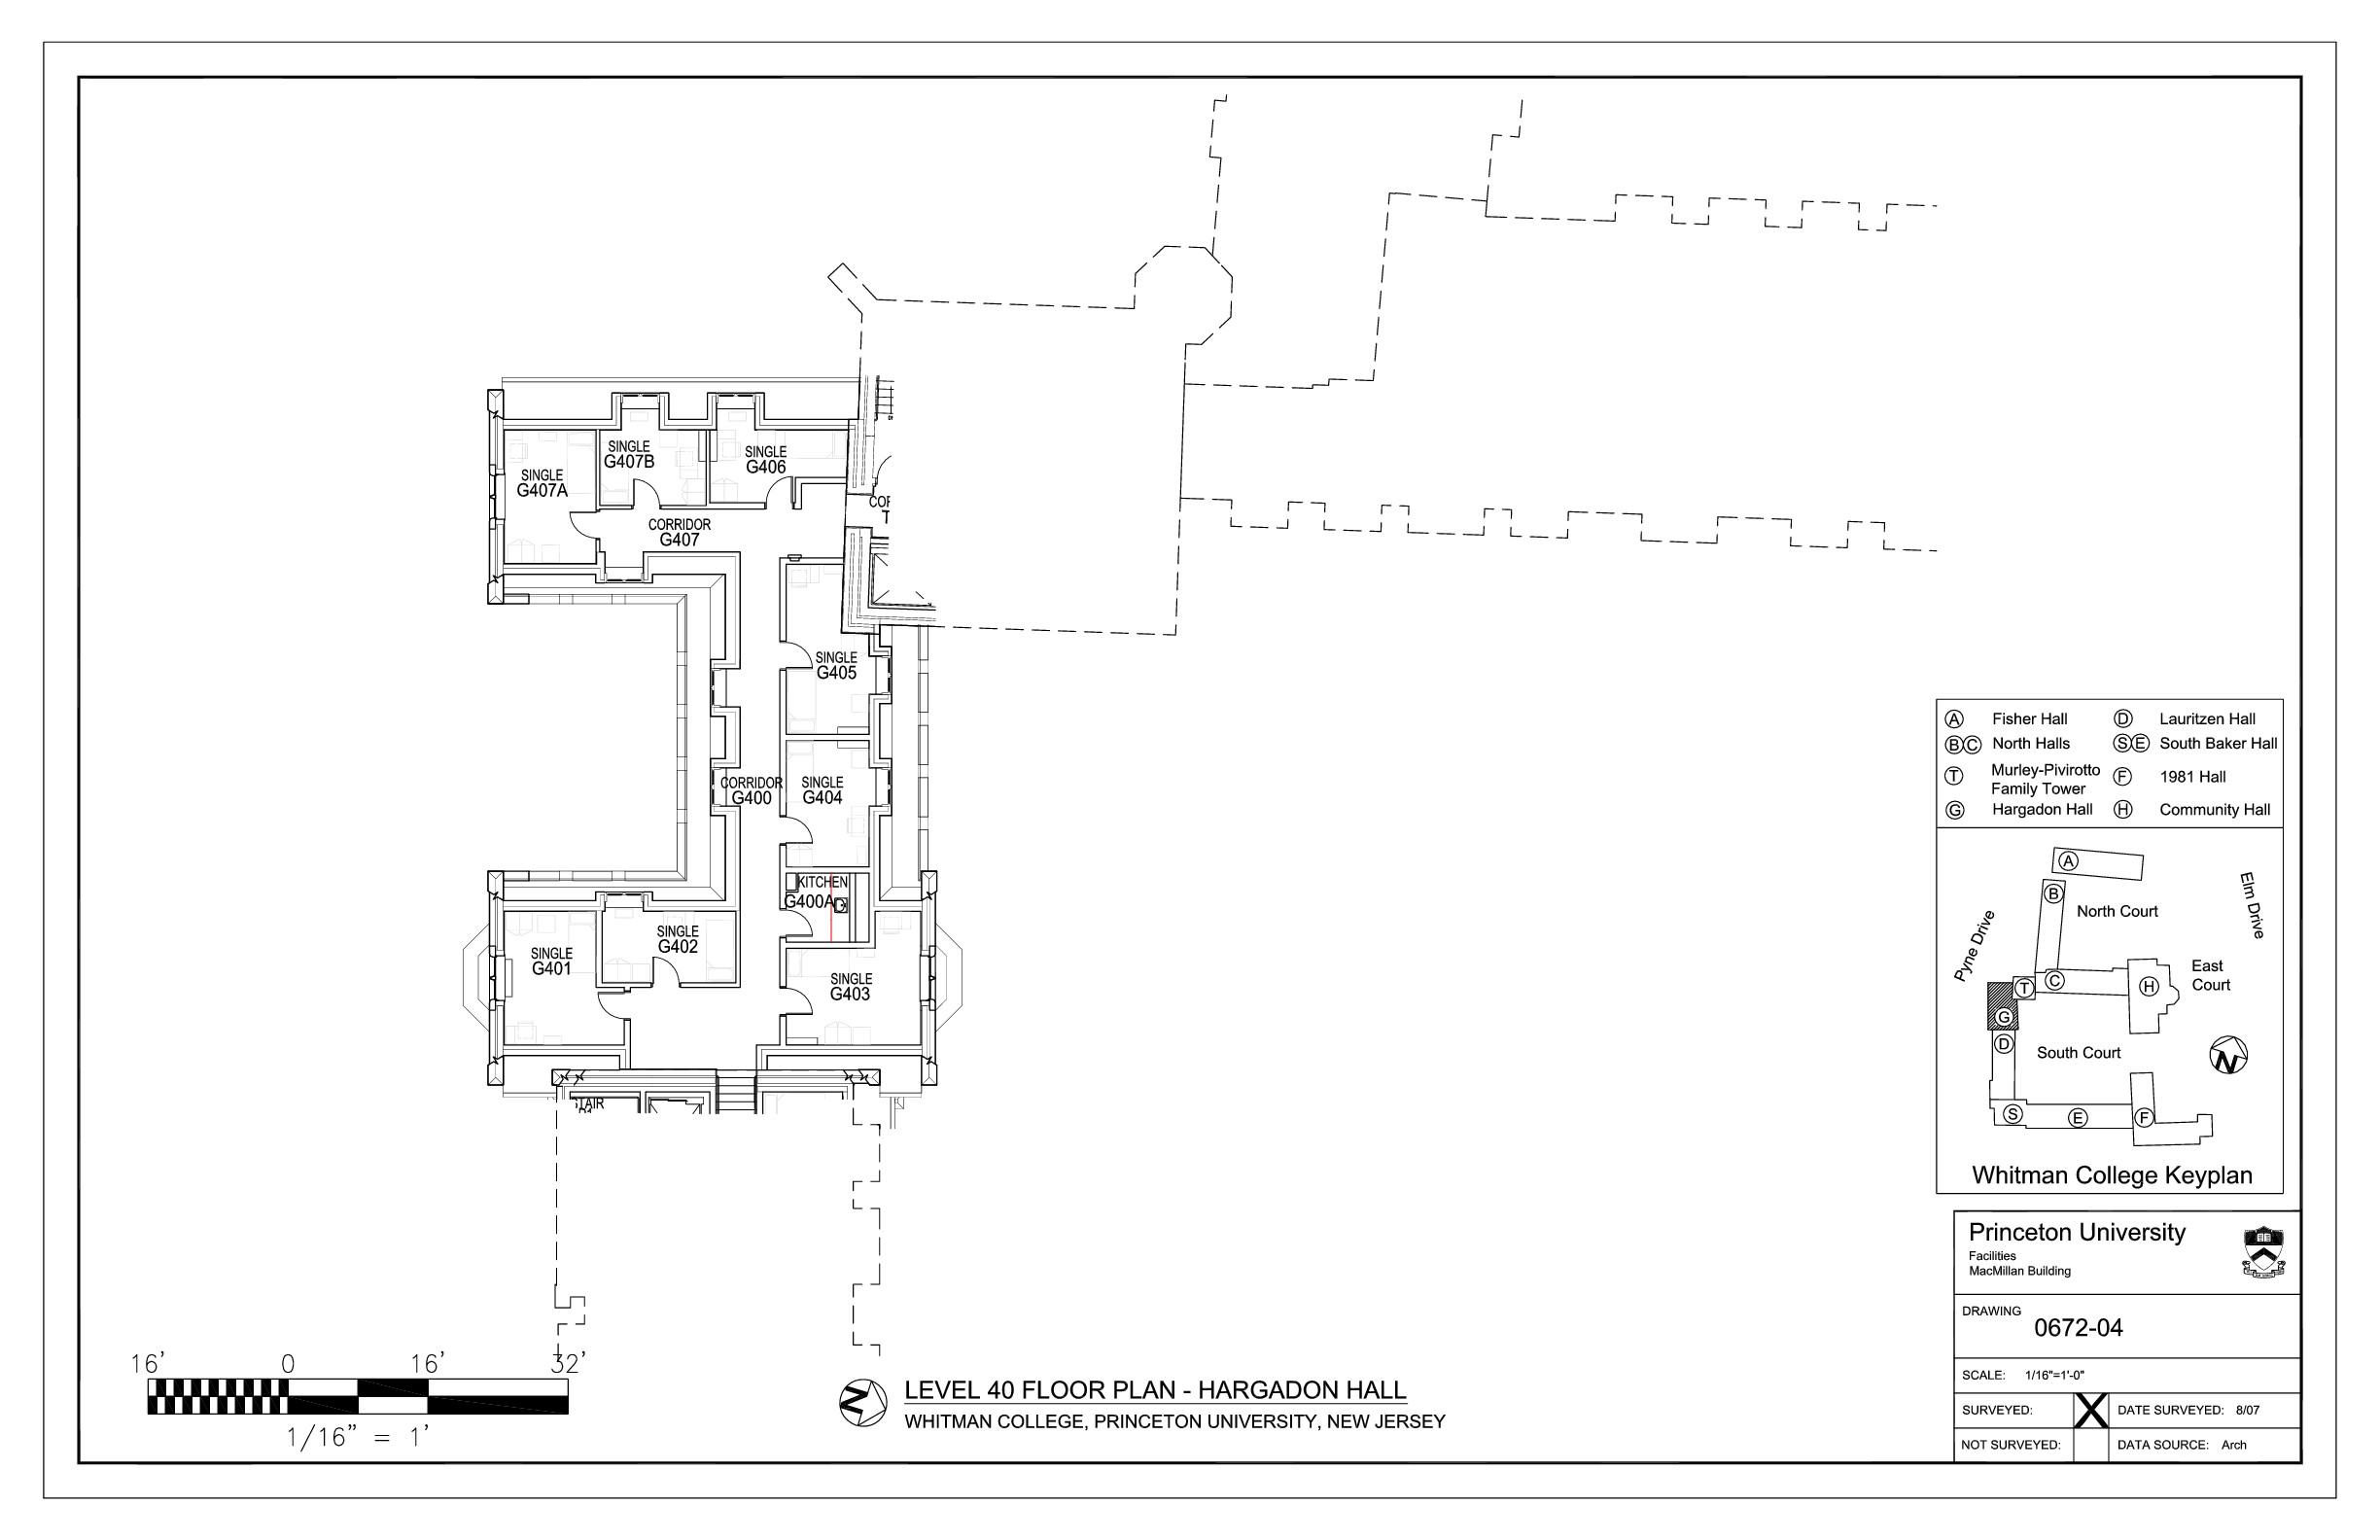 SINGLE
G407A
SINGLE
G407B
SINGLE
G406
CORRIDOR
G407
SINGLE
G405
CORRIDOR
G400
SINGLE
G404
KITCHEN
G400A
SINGLE
G402
SINGLE
G401
SINGLE
G403
A Fisher Hall
D Lauritzen Hall
B C North Halls
S E South Baker Hall
T Murley-Pivirotto
Family Tower
F 1981 Hall
G Hargadon Hall
H Community Hall
A
B
North Court
Elm Drive
Pyne Drive
East
Court
T
C
H
G
D
South Court
N
S
E
F
Whitman College Keyplan
Princeton University
Facilities
MacMillan Building
DRAWING
0672-04
SCALE: 1/16"=1'-0"
SURVEYED: X DATE SURVEYED: 8/07
NOT SURVEYED: DATA SOURCE: Arch
16' 0 16' 32'
1/16" = 1'
N
LEVEL 40 FLOOR PLAN - HARGADON HALL
WHITMAN COLLEGE, PRINCETON UNIVERSITY, NEW JERSEY